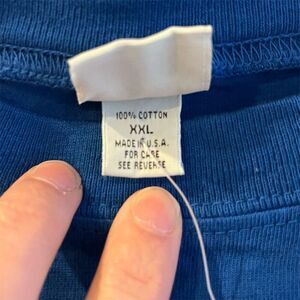 100% COTTON
XXL
MADE IN U.S.A.
FOR CARE
SEE REVERSE